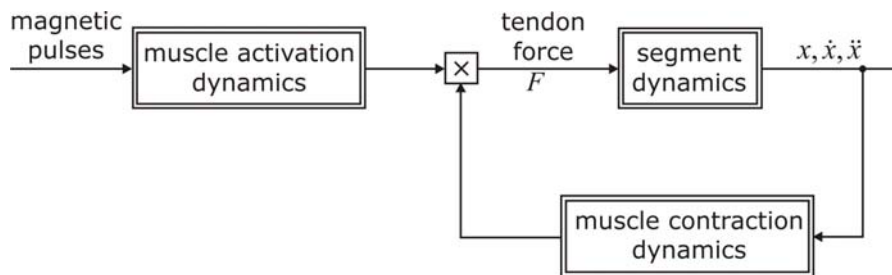 magnetic
pulses
muscle activation
dynamics
×
tendon
force
F
segment
dynamics
x, ẋ, ẍ
muscle contraction
dynamics